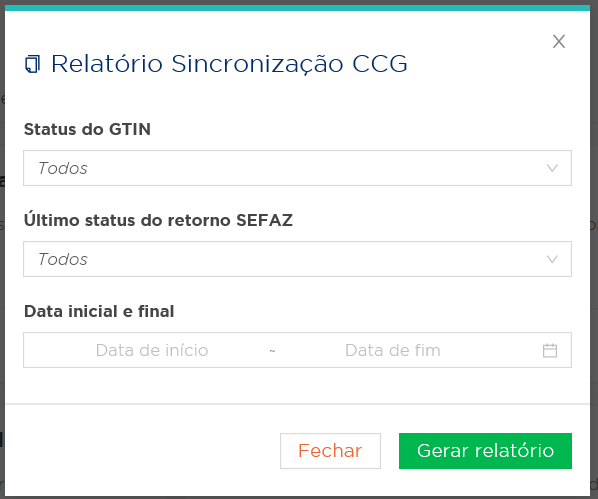 Relatório Sincronização CCG
Status do GTIN
Todos
Último status do retorno SEFAZ
Todos
Data inicial e final
Data de início ~ Data de fim
Fechar Gerar relatório